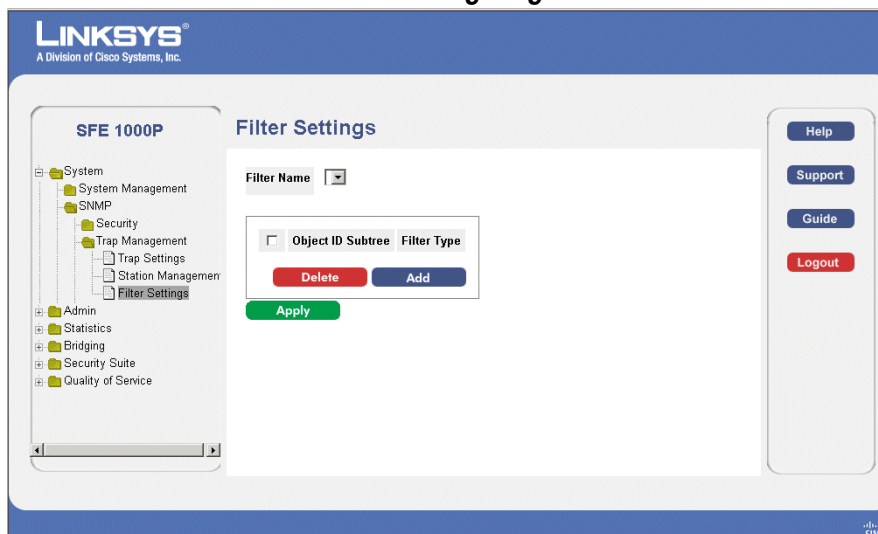 LINKSYS®
A Division of Cisco Systems, Inc.
SFE 1000P
System
System Management
SNMP
Security
Trap Management
Trap Settings
Station Managemen
Filter Settings
Admin
Statistics
Bridging
Security Suite
Quality of Service
Filter Settings
Filter Name
Object ID Subtree Filter Type
Delete Add
Apply
Help
Support
Guide
Logout